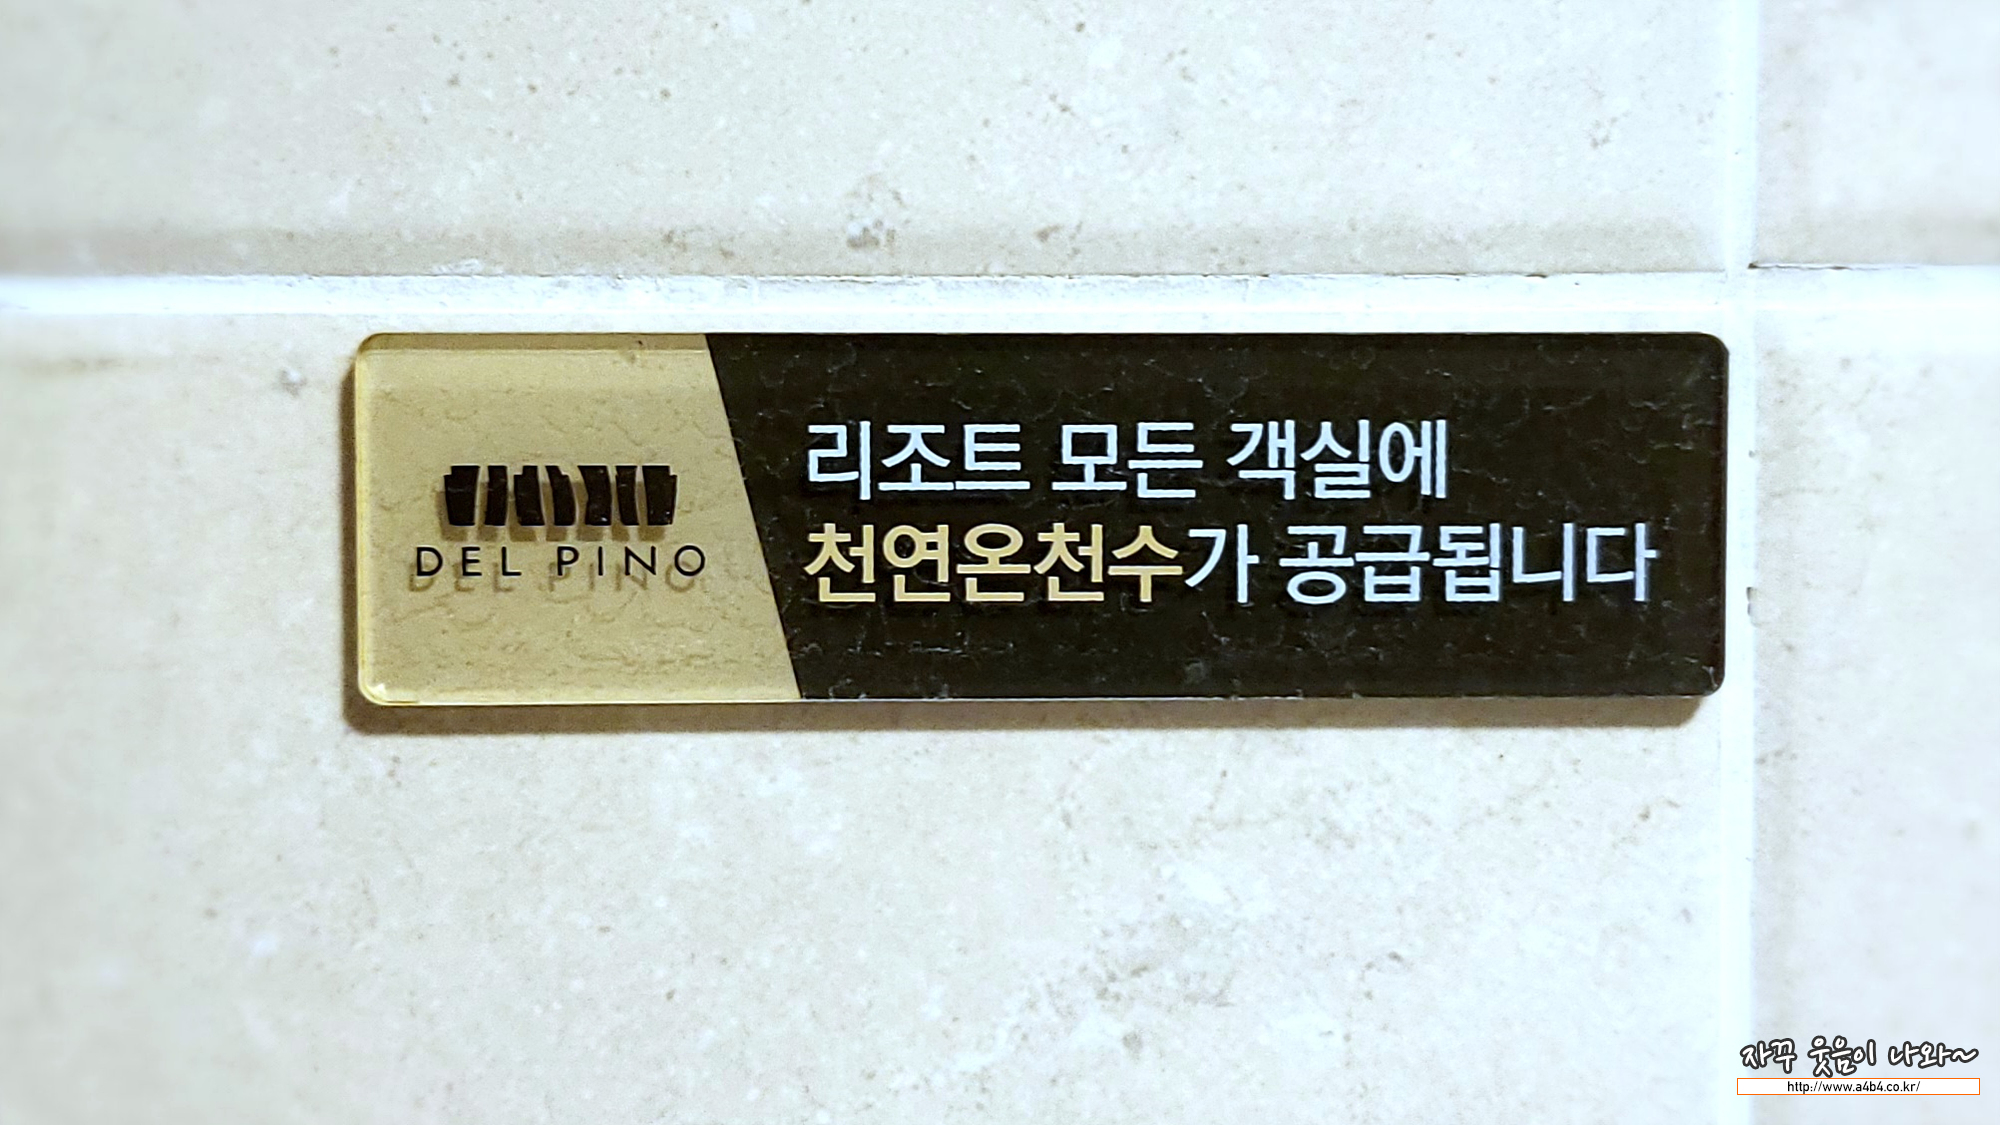 DEL PINO
리조트 모든 객실에
천연온천수가 공급됩니다
자꾸 웃음이 나와~
http://www.a4b4.co.kr/